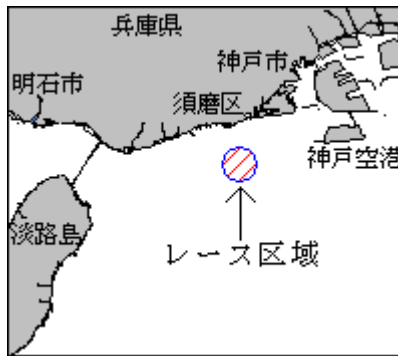 兵庫県
神戸市
明石市
須磨区
神戸空港
淡路島
レース区域